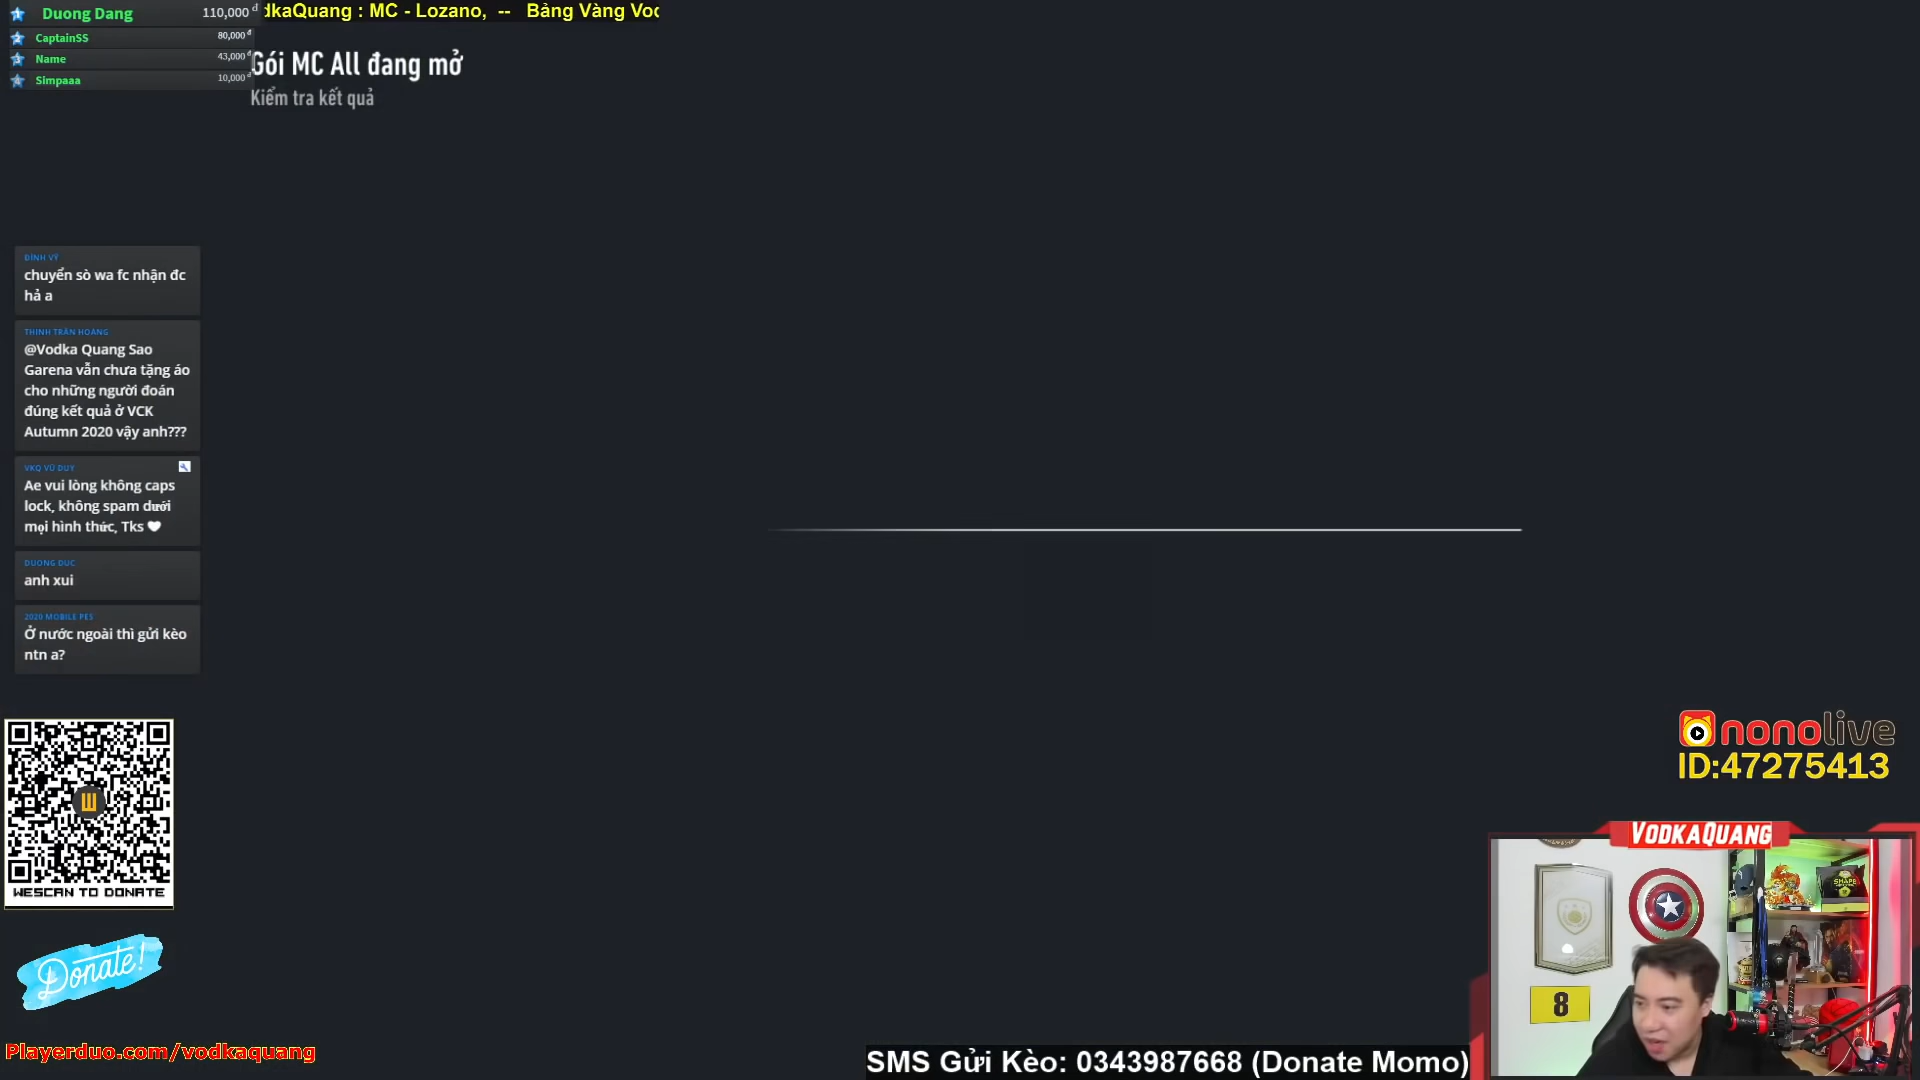 Duong Dang 110,000 đ
CaptainSS 80,000 đ
Name 43,000 đ
Simpaaa 10,000 đ
dkaQuang : MC - Lozano, -- Bảng Vàng Vod
Gói MC All đang mở
Kiểm tra kết quả
ĐÌNH VỸ
chuyển sò wa fc nhận đc
hả a
THỊNH TRẦN HOÀNG
@Vodka Quang Sao
Garena vẫn chưa tặng áo
cho những người đoán
đúng kết quả ở VCK
Autumn 2020 vậy anh???
VKQ VŨ DUY
Ae vui lòng không caps
lock, không spam dưới
mọi hình thức, Tks ♥
DUONG DUC
anh xui
2020 MOBILE PES
Ở nước ngoài thì gửi kèo
ntn a?
WESCAN TO DONATE
Donate!
Playerduo.com/vodkaquang
nonolive
ID:47275413
VODKAQUANG
8
SMS Gửi Kèo: 0343987668 (Donate Momo)